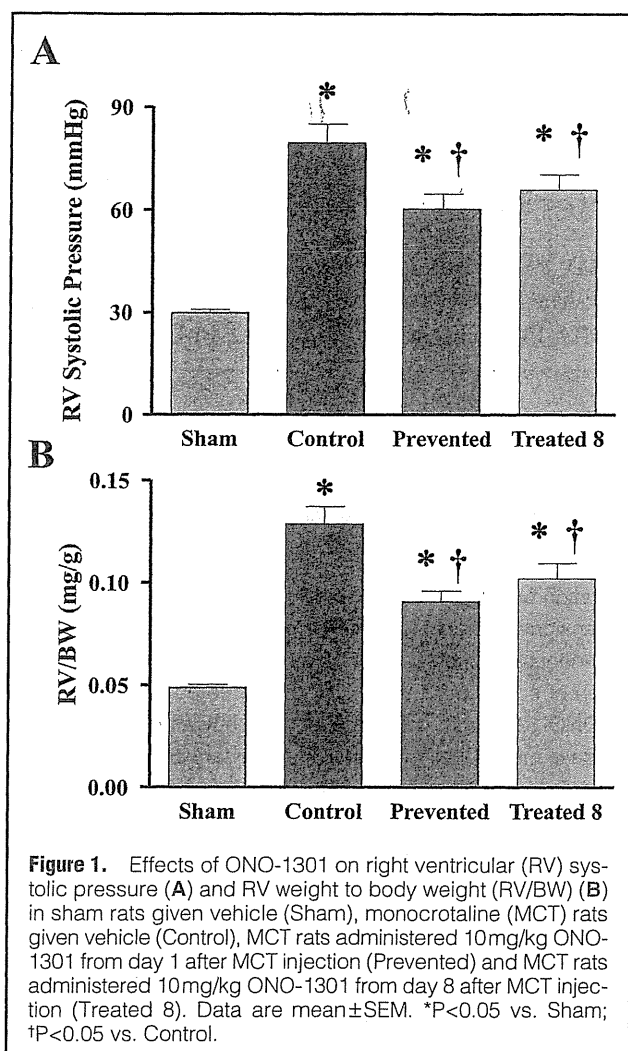 A
RV Systolic Pressure (mmHg)
90
60
30
0
*
* †
* †
Sham Control Prevented Treated 8
B
RV/BW (mg/g)
0.15
0.10
0.05
0.00
*
* †
* †
Sham Control Prevented Treated 8
Figure 1. Effects of ONO-1301 on right ventricular (RV) sys-
tolic pressure (A) and RV weight to body weight (RV/BW) (B)
in sham rats given vehicle (Sham), monocrotaline (MCT) rats
given vehicle (Control), MCT rats administered 10 mg/kg ONO-
1301 from day 1 after MCT injection (Prevented) and MCT rats
administered 10 mg/kg ONO-1301 from day 8 after MCT injec-
tion (Treated 8). Data are mean±SEM. *P<0.05 vs. Sham;
†P<0.05 vs. Control.